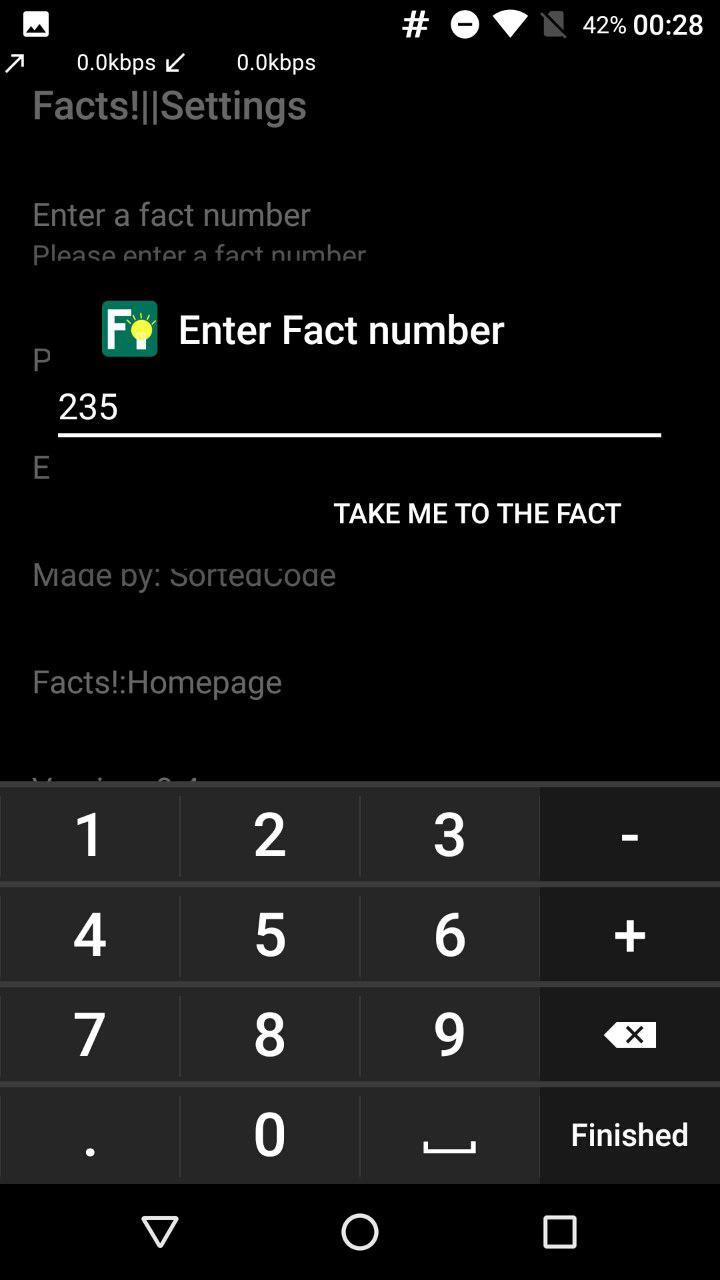 # 42% 00:28
0.0kbps 0.0kbps
Facts!||Settings
Enter a fact number
Please enter a fact number
F Enter Fact number
P
235
E
TAKE ME TO THE FACT
Made by: SortedCode
Facts!:Homepage
1 2 3 -
4 5 6 +
7 8 9
. 0
Finished